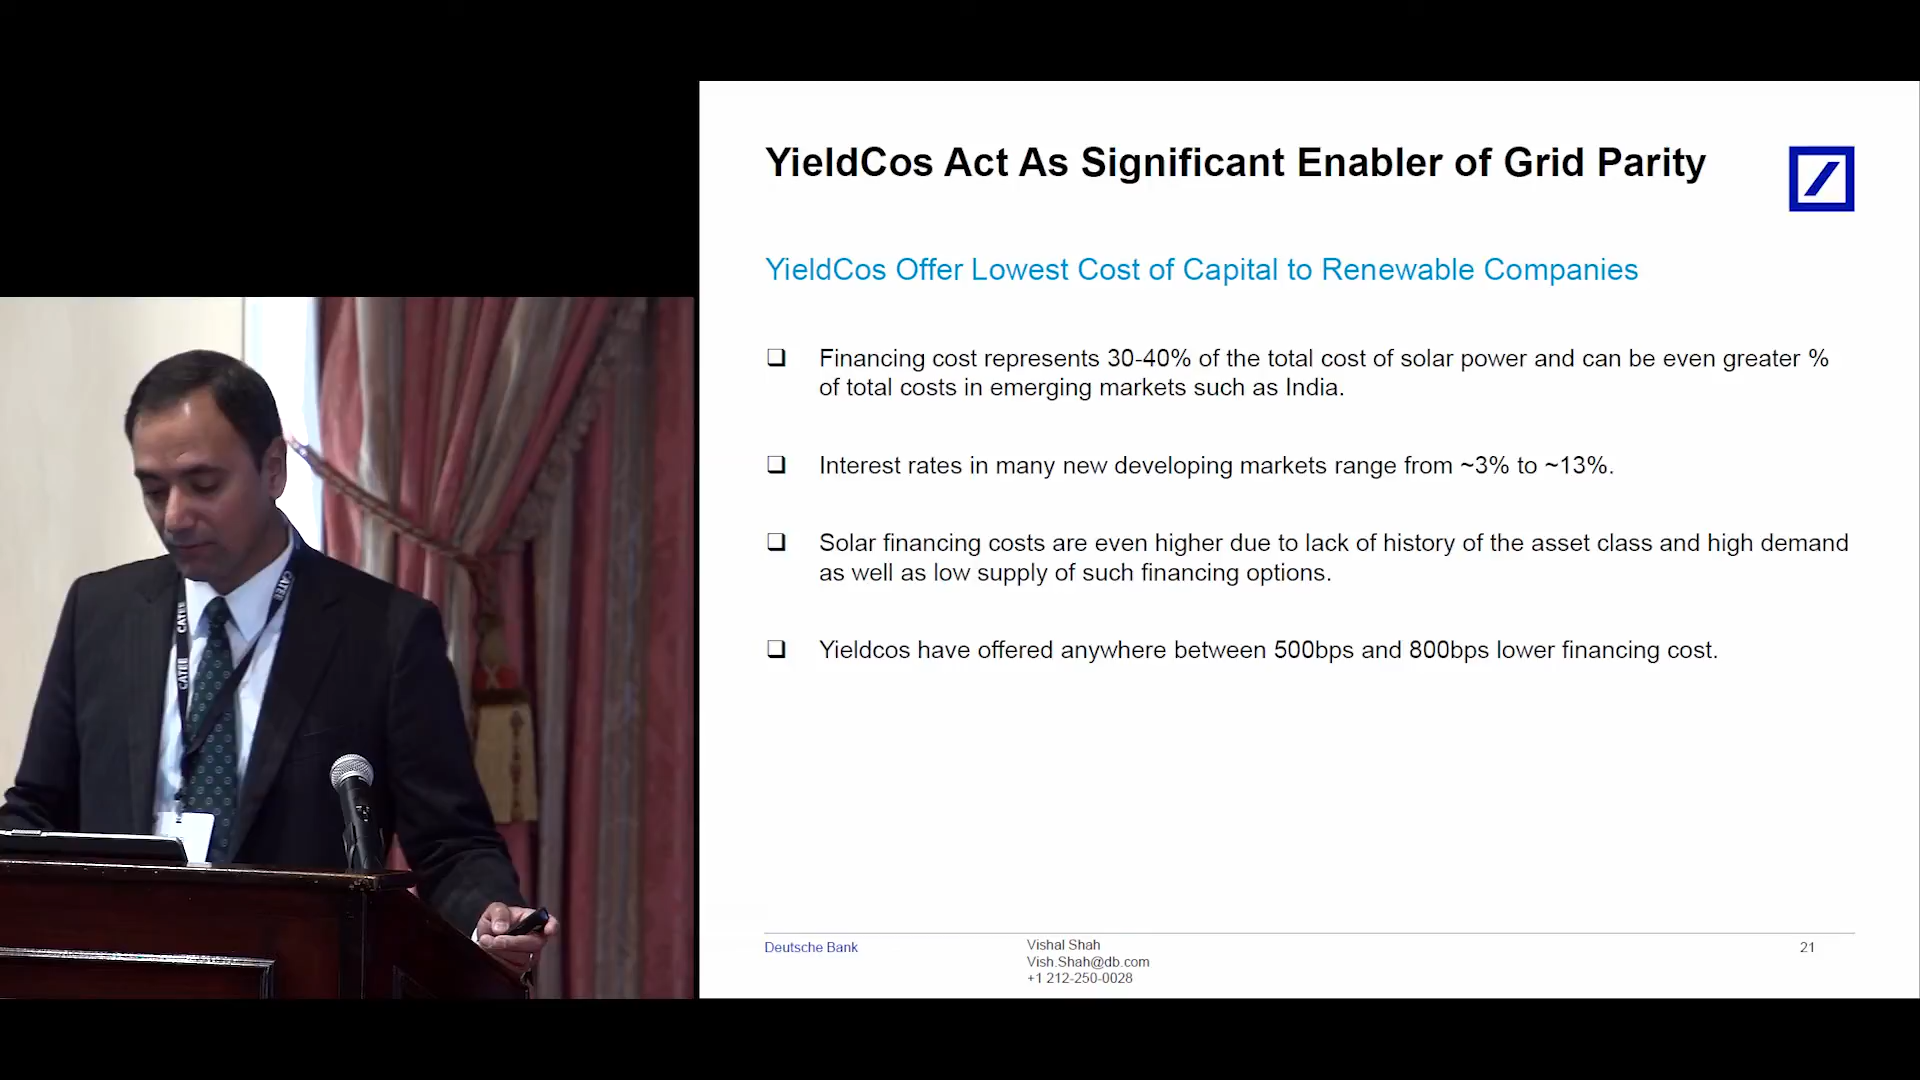 YieldCos Act As Significant Enabler of Grid Parity
YieldCos Offer Lowest Cost of Capital to Renewable Companies
Financing cost represents 30-40% of the total cost of solar power and can be even greater %
of total costs in emerging markets such as India.
Interest rates in many new developing markets range from ~3% to ~13%.
Solar financing costs are even higher due to lack of history of the asset class and high demand
as well as low supply of such financing options.
Yieldcos have offered anywhere between 500bps and 800bps lower financing cost.
Deutsche Bank
Vishal Shah
Vish.Shah@db.com
+1 212-250-0028
21
CATEE
CATEE
CATEE